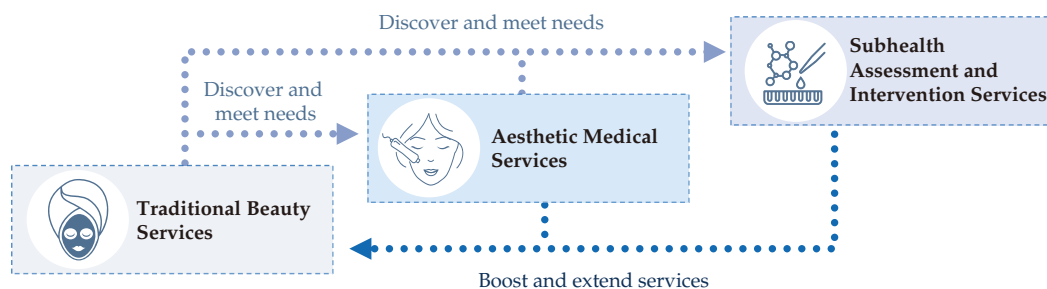 Discover and meet needs
Subhealth
Assessment and
Intervention Services
Discover and
meet needs
Aesthetic Medical
Services
Traditional Beauty
Services
Boost and extend services